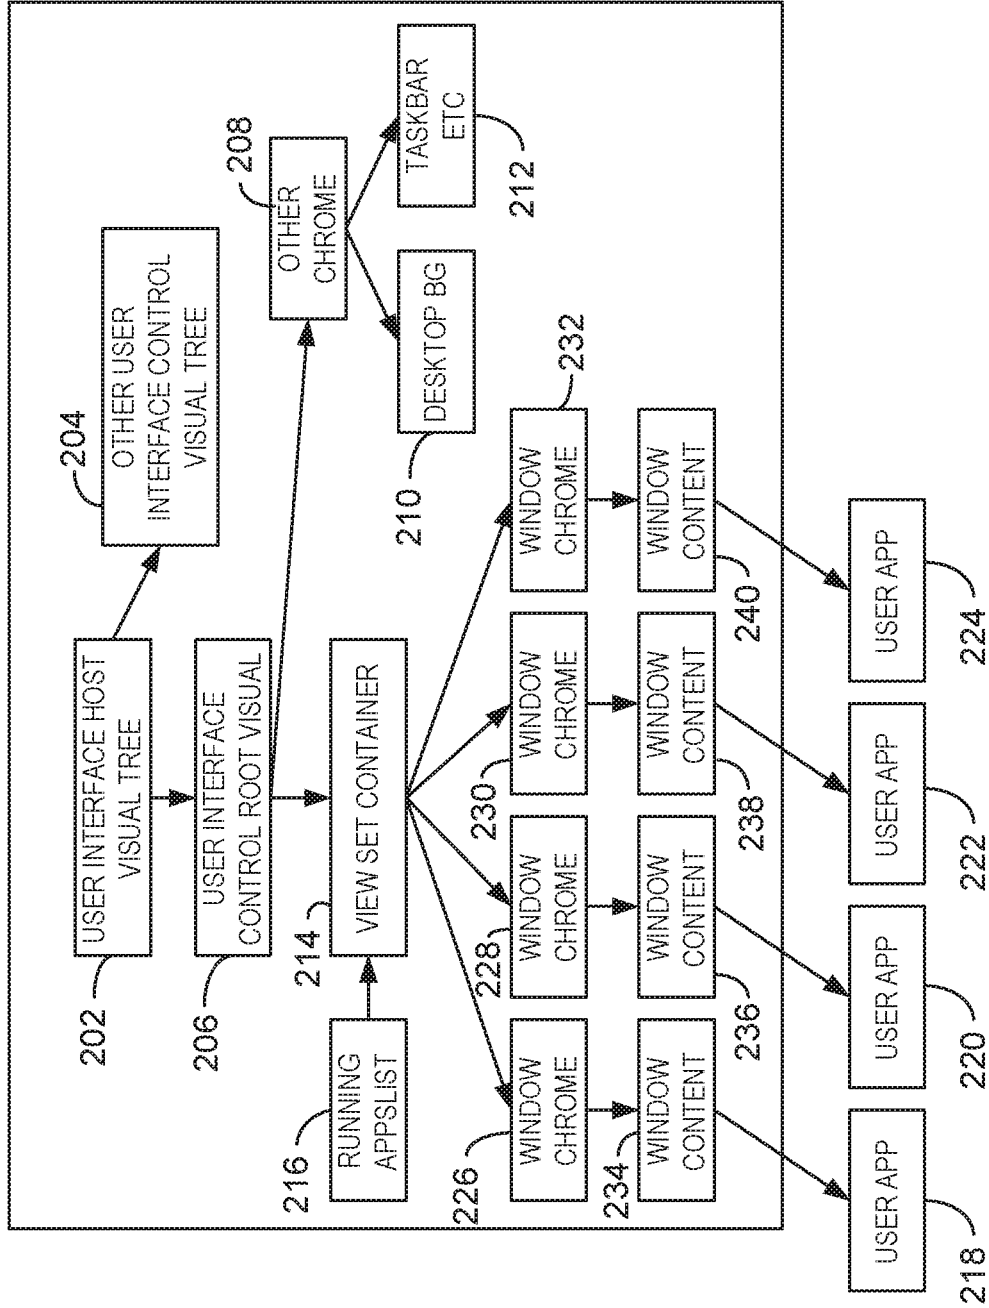 202
USER INTERFACE HOST
VISUAL TREE
204
OTHER USER
INTERFACE CONTROL
VISUAL TREE
206
USER INTERFACE
CONTROL ROOT VISUAL
208
OTHER
CHROME
216
RUNNING
APPSLIST
214
VIEW SET CONTAINER
210
DESKTOP BG
TASKBAR
ETC
212
226
WINDOW
CHROME
228
WINDOW
CHROME
230
WINDOW
CHROME
WINDOW
CHROME
232
234
WINDOW
CONTENT
236
WINDOW
CONTENT
238
WINDOW
CONTENT
240
WINDOW
CONTENT
USER APP
218
USER APP
220
USER APP
222
USER APP
224